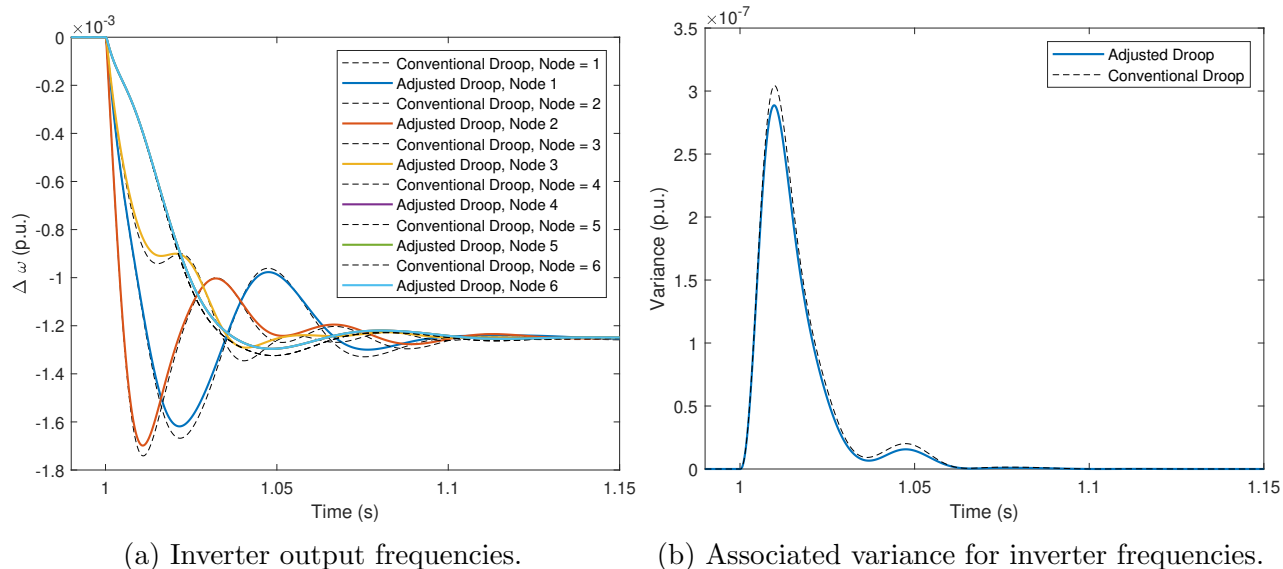 ×10⁻³
0
-0.2
-0.4
-0.6
-0.8
-1
-1.2
-1.4
-1.6
-1.8
Δ ω (p.u.)
1
1.05
1.1
1.15
Time (s)
Conventional Droop, Node = 1
Adjusted Droop, Node 1
Conventional Droop, Node = 2
Adjusted Droop, Node 2
Conventional Droop, Node = 3
Adjusted Droop, Node 3
Conventional Droop, Node = 4
Adjusted Droop, Node 4
Conventional Droop, Node = 5
Adjusted Droop, Node 5
Conventional Droop, Node = 6
Adjusted Droop, Node 6
(a) Inverter output frequencies.
×10⁻⁷
3.5
3
2.5
2
1.5
1
0.5
0
Variance (p.u.)
1
1.05
1.1
1.15
Time (s)
Adjusted Droop
Conventional Droop
(b) Associated variance for inverter frequencies.